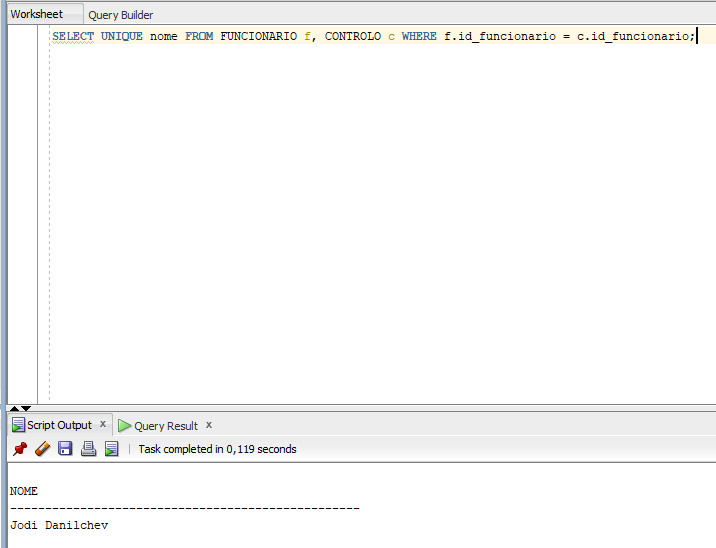 Worksheet Query Builder
SELECT UNIQUE nome FROM FUNCIONARIO f, CONTROLO c WHERE f.id_funcionario = c.id_funcionario;
Script Output x Query Result x
Task completed in 0,119 seconds
NOME
--------------------------------------------------
Jodi Danilchev